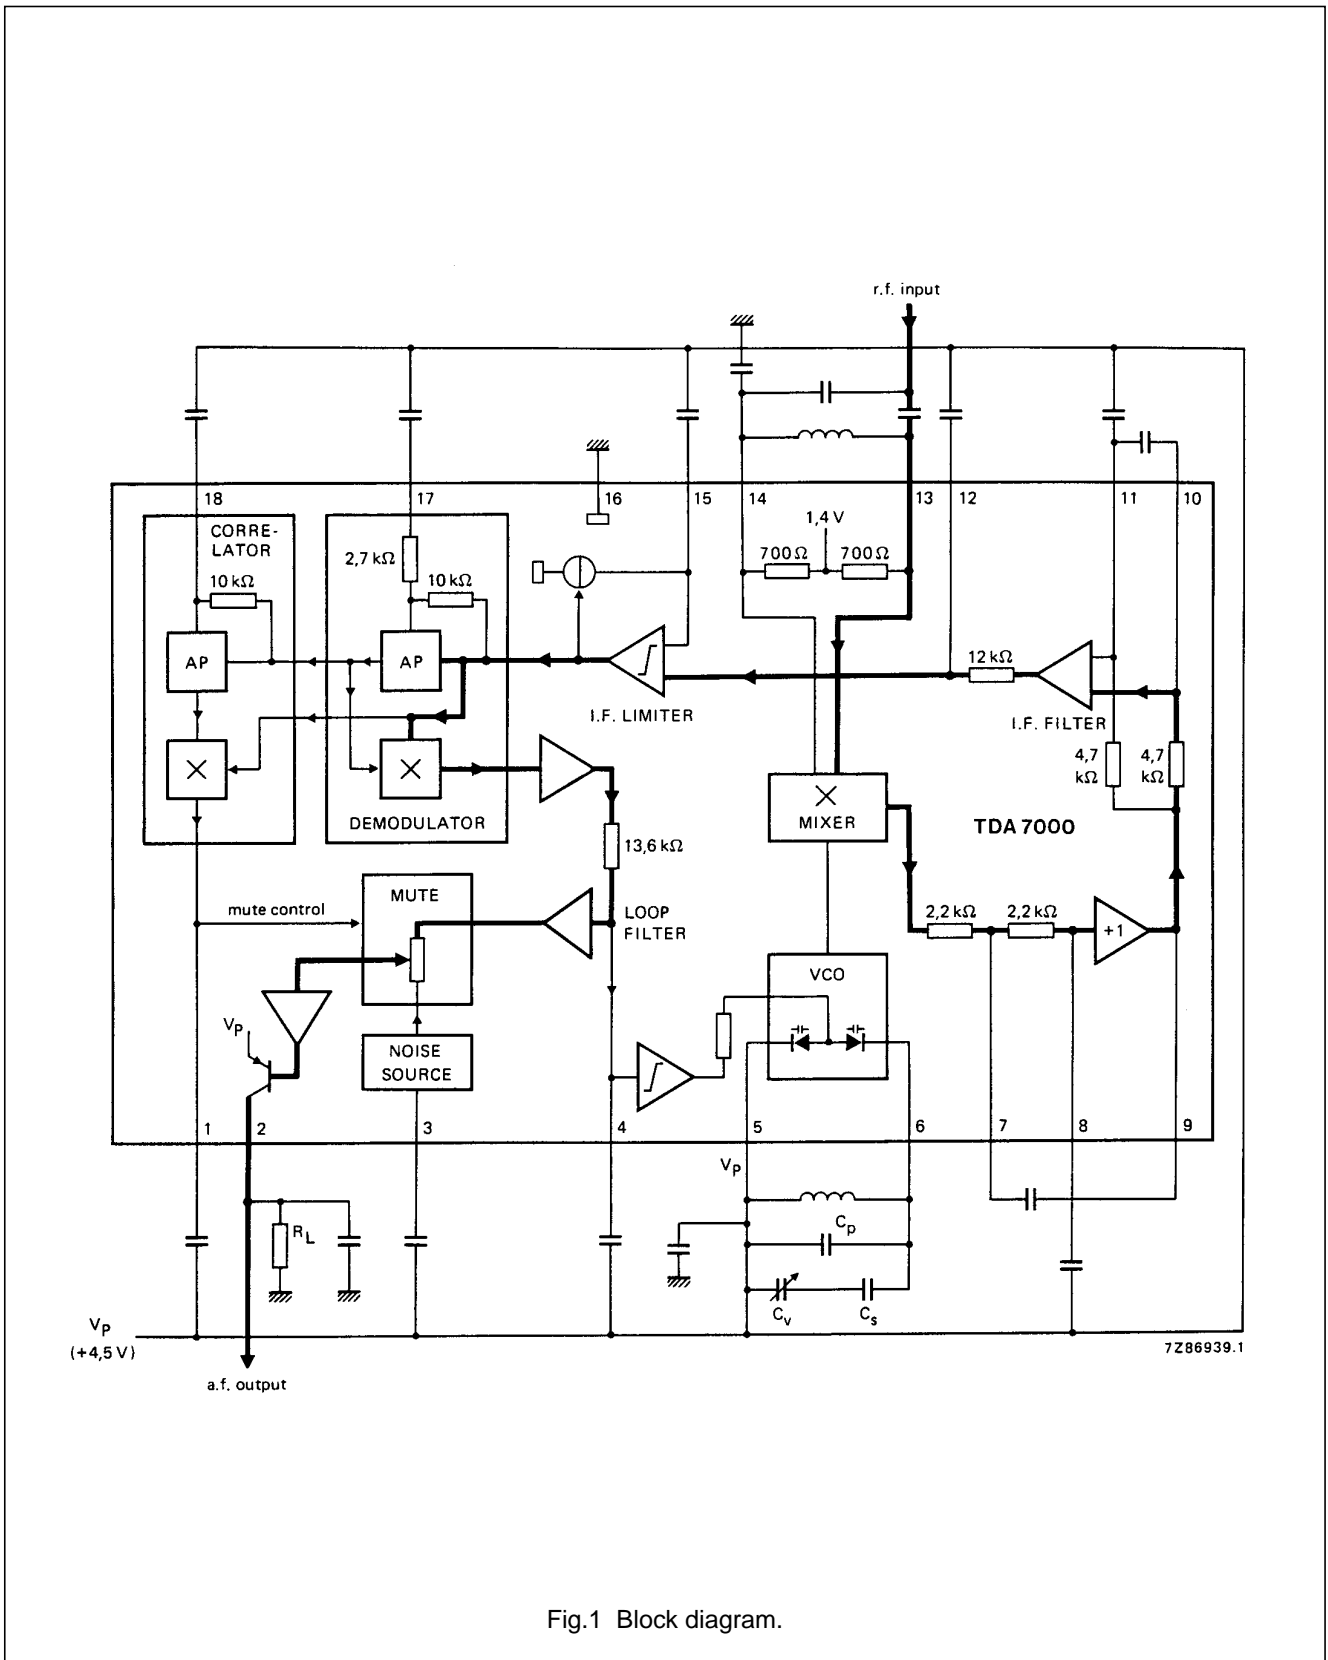 r.f. input
18
17
16
15
14
13
12
11
10
CORRE-
LATOR
2,7 kΩ
1,4 V
700 Ω
700 Ω
10 kΩ
10 kΩ
AP
AP
12 kΩ
I.F. LIMITER
I.F. FILTER
4,7
kΩ
4,7
kΩ
DEMODULATOR
MIXER
TDA 7000
13,6 kΩ
MUTE
mute control
LOOP
FILTER
2,2 kΩ
2,2 kΩ
+1
VCO
Vp
NOISE
SOURCE
1
2
3
4
5
6
7
8
9
Vp
RL
Cp
Cv
Cs
Vp
(+4,5 V)
7Z86939.1
a.f. output
Fig.1 Block diagram.